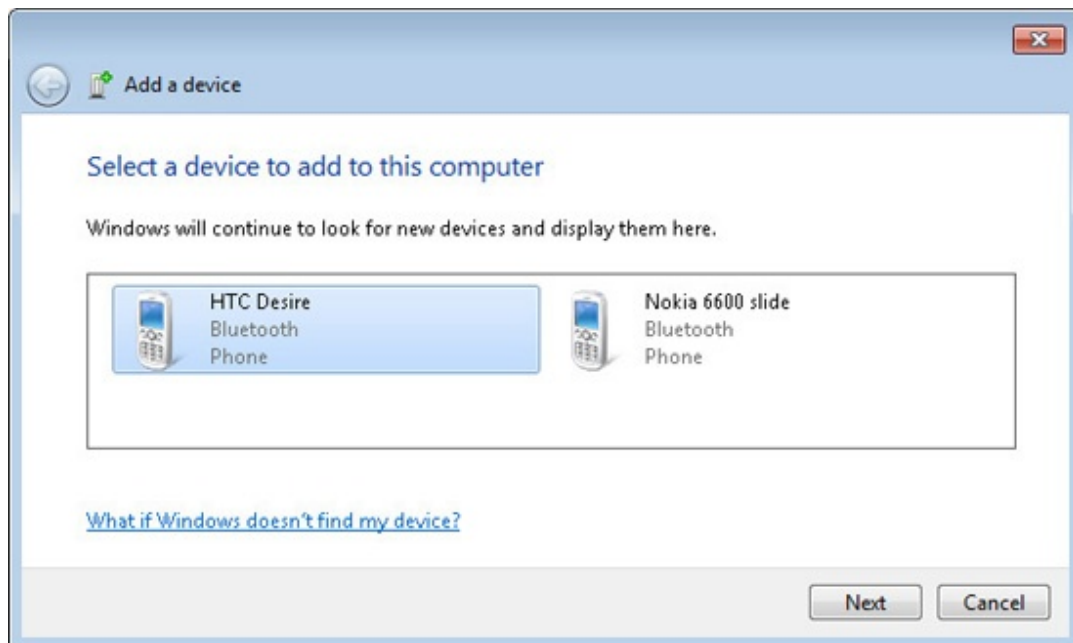 Add a device
Select a device to add to this computer
Windows will continue to look for new devices and display them here.
HTC Desire
Bluetooth
Phone
Nokia 6600 slide
Bluetooth
Phone
What if Windows doesn't find my device?
Next
Cancel